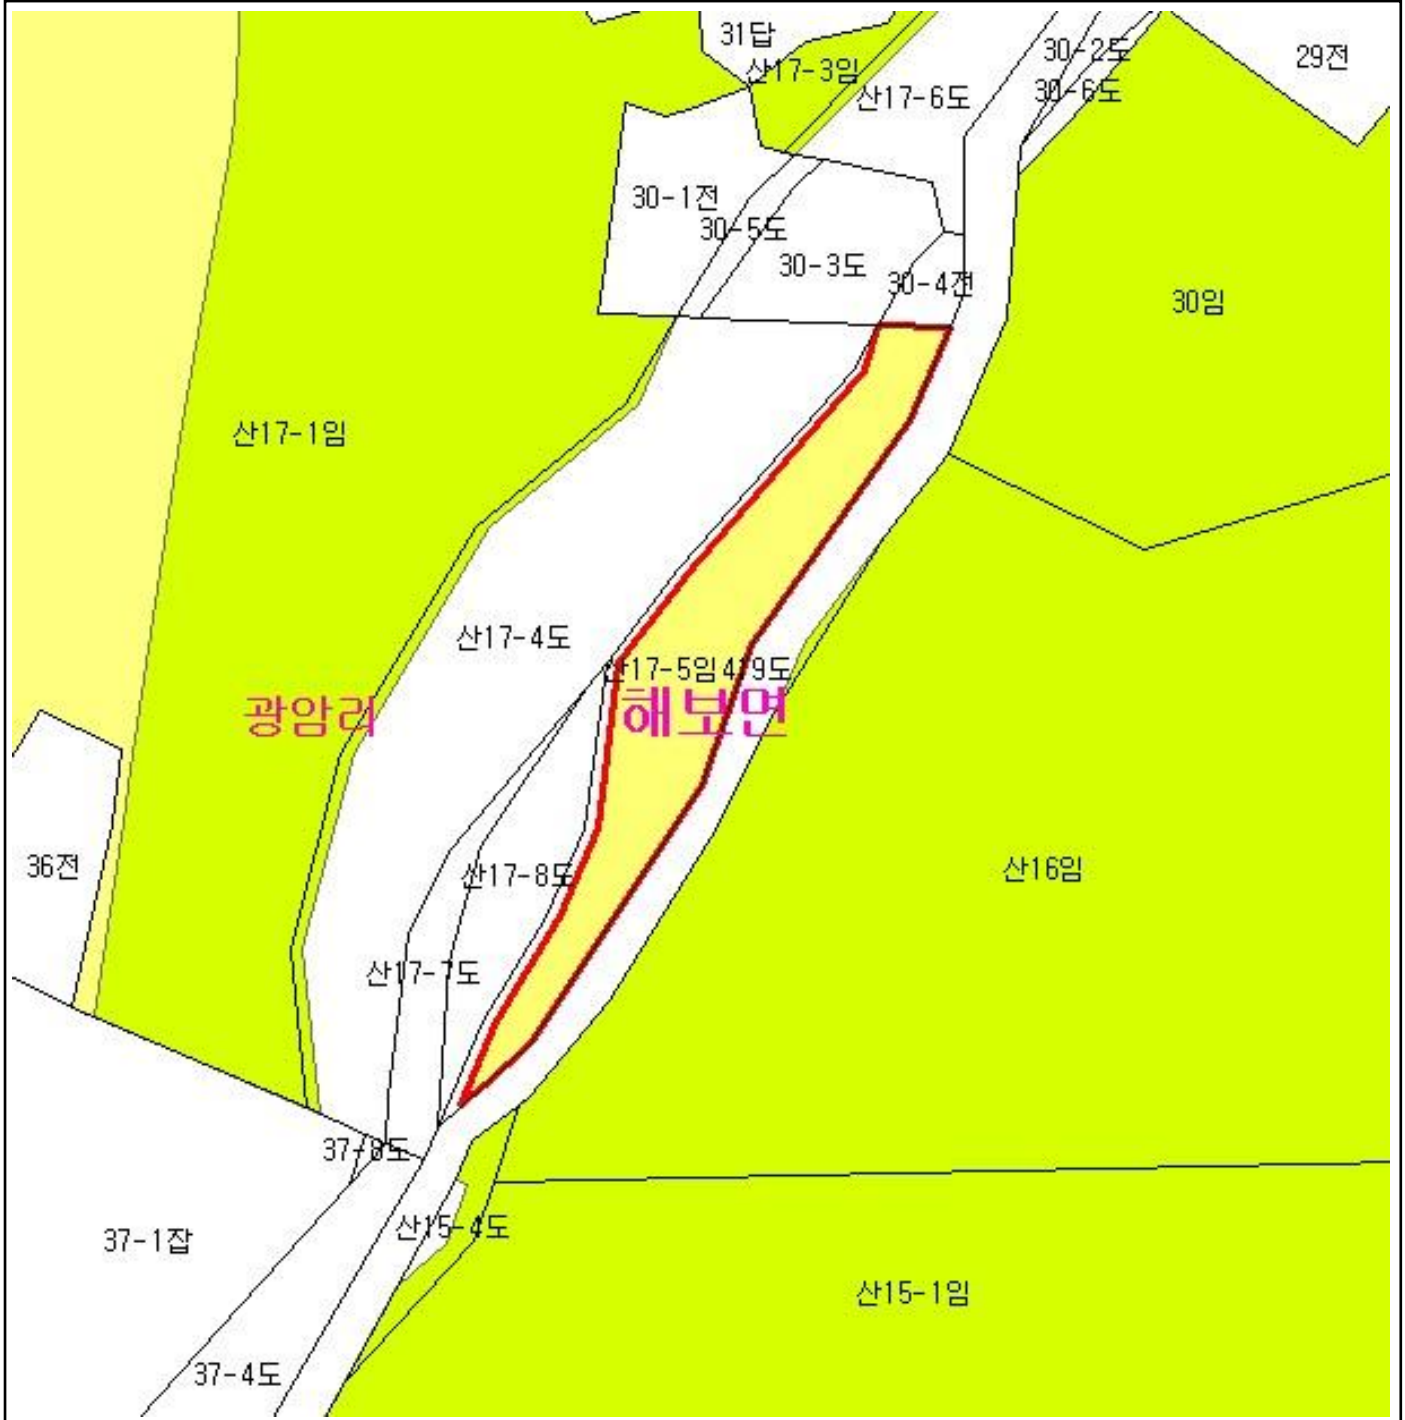 31답
30-2도
29전
산17-3임
30-6도
산17-6도
30-1전
30-5도
30-3도
30-4전
30임
산17-1임
산17-4도
산17-5임
419도
광암리
해보면
36전
산17-8도
산16임
산17-7도
37-8도
산15-4도
37-1잡
산15-1임
37-4도